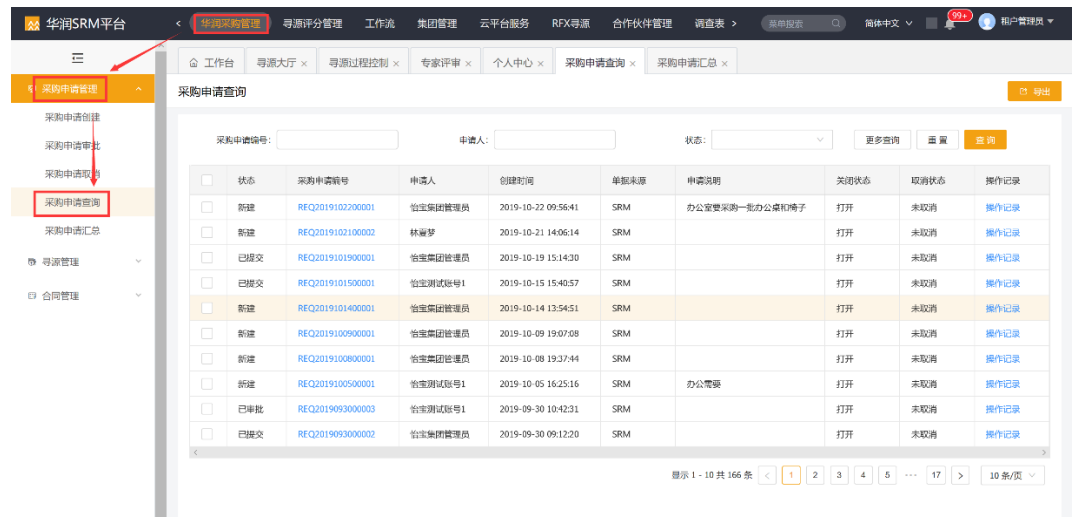 华润SRM平台 < 华润采购管理 寻源评分管理 工作流 集团管理 云平台服务 RFX寻源 合作伙伴管理 调查表 > 菜单搜索 简体中文 99+ 租户管理员
工作台 寻源大厅 × 寻源过程控制 × 专家评审 × 个人中心 × 采购申请查询 × 采购申请汇总 ×
采购申请管理
采购申请创建
采购申请审批
采购申请取消
采购申请查询
采购申请汇总
寻源管理
合同管理
采购申请查询 导出
采购申请编号: 申请人: 状态: 更多查询 重置 查询
状态 采购申请编号 申请人 创建时间 单据来源 申请说明 关闭状态 取消状态 操作记录
新建 REQ2019102200001 怡宝集团管理员 2019-10-22 09:56:41 SRM 办公室要采购一批办公桌和椅子 打开 未取消 操作记录
新建 REQ2019102100002 林夏梦 2019-10-21 14:06:14 SRM 打开 未取消 操作记录
已提交 REQ2019101900001 怡宝集团管理员 2019-10-19 15:14:30 SRM 打开 未取消 操作记录
已提交 REQ2019101500001 怡宝测试账号1 2019-10-15 15:40:57 SRM 打开 未取消 操作记录
新建 REQ2019101400001 怡宝集团管理员 2019-10-14 13:54:51 SRM 打开 未取消 操作记录
新建 REQ2019100900001 怡宝集团管理员 2019-10-09 19:07:08 SRM 打开 未取消 操作记录
新建 REQ2019100800001 怡宝集团管理员 2019-10-08 19:37:44 SRM 打开 未取消 操作记录
新建 REQ2019100500001 怡宝测试账号1 2019-10-05 16:25:16 SRM 办公需要 打开 未取消 操作记录
已审批 REQ2019093000003 怡宝测试账号1 2019-09-30 10:42:31 SRM 打开 未取消 操作记录
已提交 REQ2019093000002 怡宝集团管理员 2019-09-30 09:12:20 SRM 打开 未取消 操作记录
显示 1 - 10 共 166 条 < 1 2 3 4 5 ··· 17 > 10 条/页